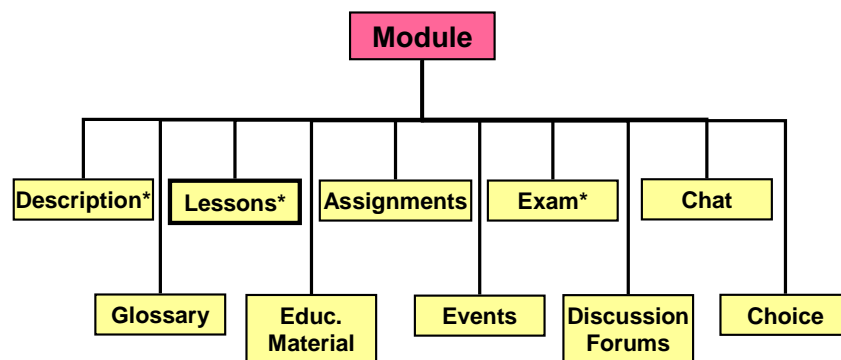 Module
Description*
Lessons*
Assignments
Exam*
Chat
Glossary
Educ.
Material
Events
Discussion
Forums
Choice